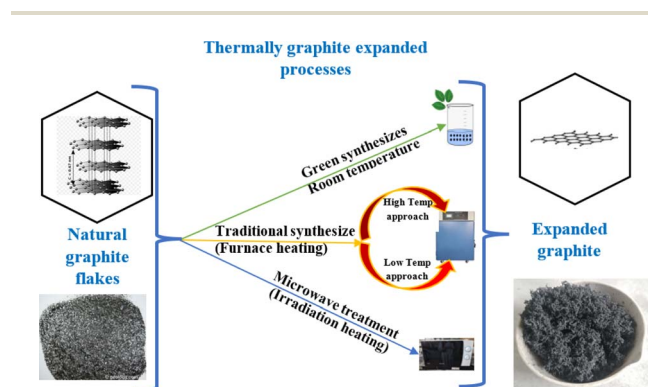 Thermally graphite expanded
processes
Green synthesizes
Room temperature
High Temp
approach
Traditional synthesize
(Furnace heating)
Low Temp
approach
Microwave treatment
(Irradiation heating)
Natural
graphite
flakes
Expanded
graphite